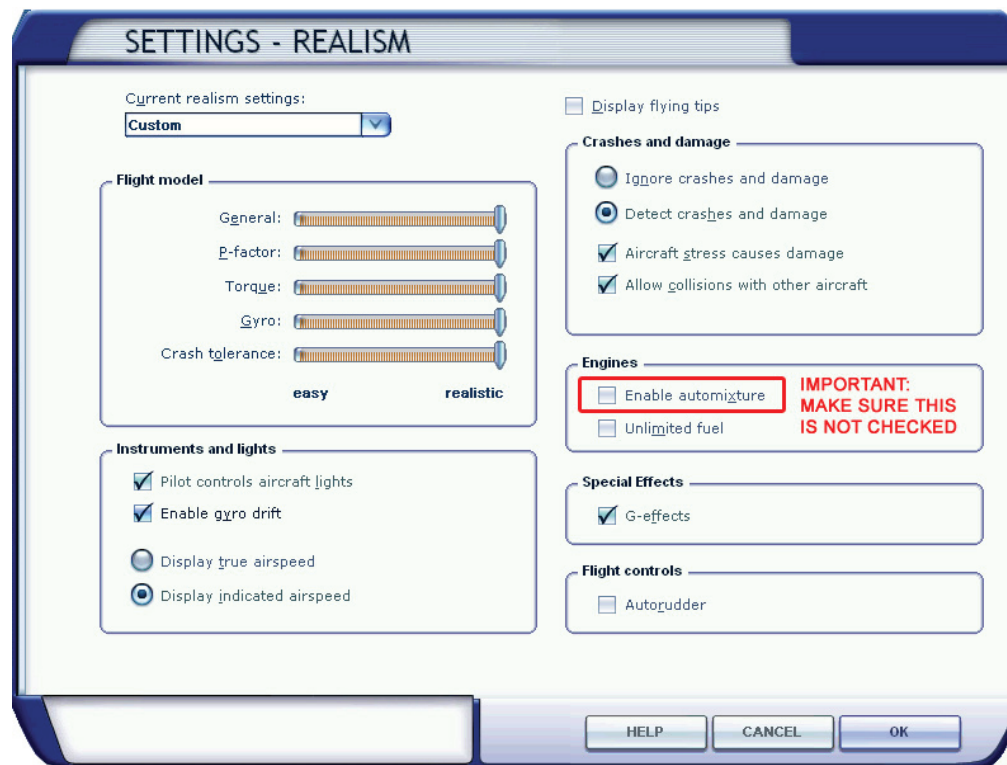 SETTINGS - REALISM
Current realism settings:
Custom
Flight model
General:
P-factor:
Torque:
Gyro:
Crash tolerance:
easy realistic
Instruments and lights
Pilot controls aircraft lights
Enable gyro drift
Display true airspeed
Display indicated airspeed
Display flying tips
Crashes and damage
Ignore crashes and damage
Detect crashes and damage
Aircraft stress causes damage
Allow collisions with other aircraft
Engines
Enable automixture
Unlimited fuel
IMPORTANT:
MAKE SURE THIS
IS NOT CHECKED
Special Effects
G-effects
Flight controls
Autorudder
HELP CANCEL OK